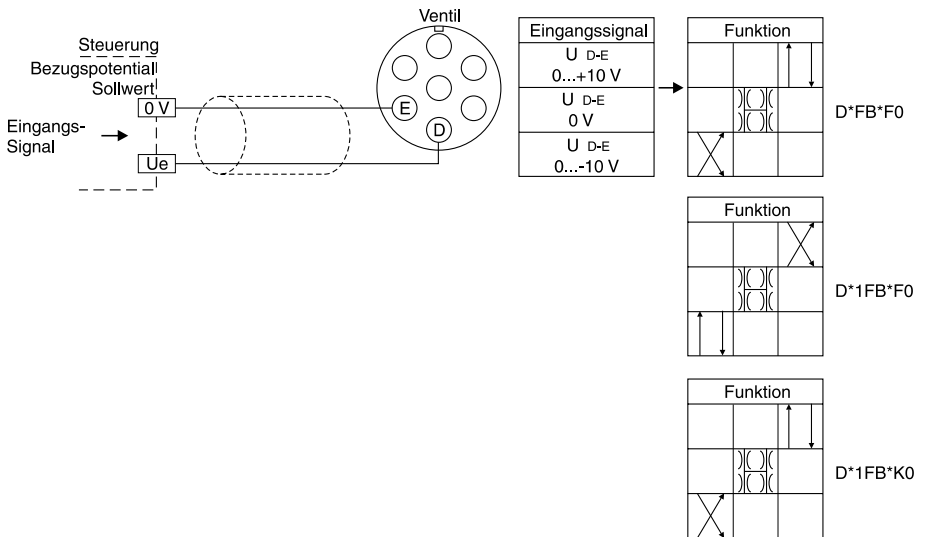 Ventil
Steuerung
Bezugspotential
Sollwert
0 V
E
Eingangs-
Signal
D
Ue
Eingangssignal
U D-E
0...+10 V
U D-E
0 V
U D-E
0...-10 V
Funktion
D*FB*F0
Funktion
D*1FB*F0
Funktion
D*1FB*K0